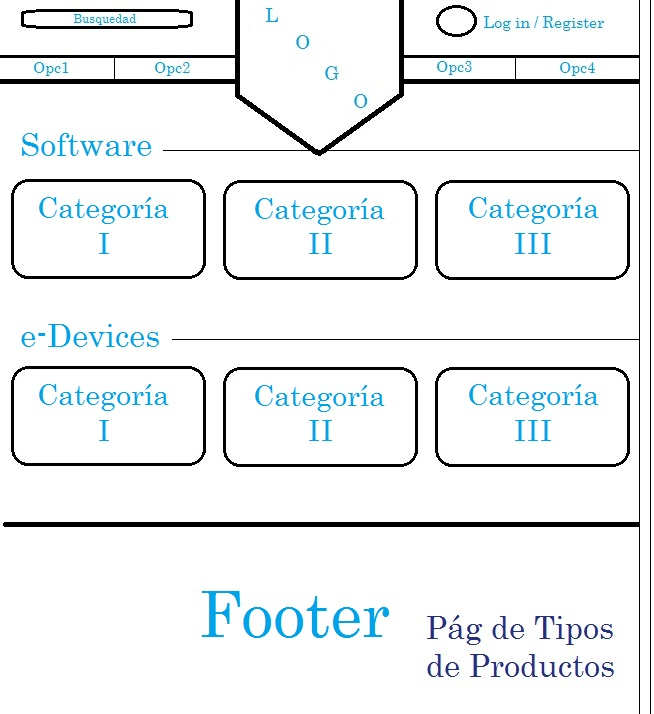 Busquedad
Log in / Register
L
O
G
O
Opc1
Opc2
Opc3
Opc4
Software
Categoría
I
Categoría
II
Categoría
III
e-Devices
Categoría
I
Categoría
II
Categoría
III
Footer
Pág de Tipos
de Productos